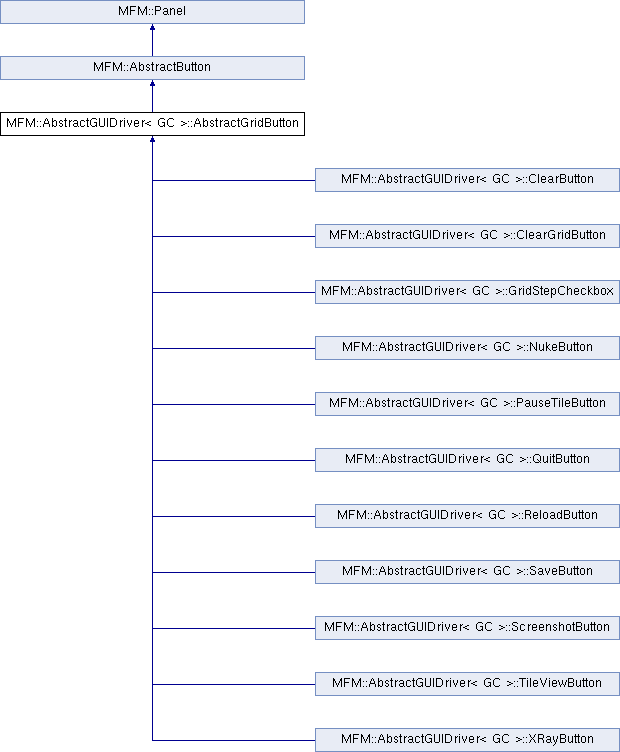 MFM::Panel
MFM::AbstractButton
MFM::AbstractGUIDriver< GC >::AbstractGridButton
MFM::AbstractGUIDriver< GC >::ClearButton
MFM::AbstractGUIDriver< GC >::ClearGridButton
MFM::AbstractGUIDriver< GC >::GridStepCheckbox
MFM::AbstractGUIDriver< GC >::NukeButton
MFM::AbstractGUIDriver< GC >::PauseTileButton
MFM::AbstractGUIDriver< GC >::QuitButton
MFM::AbstractGUIDriver< GC >::ReloadButton
MFM::AbstractGUIDriver< GC >::SaveButton
MFM::AbstractGUIDriver< GC >::ScreenshotButton
MFM::AbstractGUIDriver< GC >::TileViewButton
MFM::AbstractGUIDriver< GC >::XRayButton